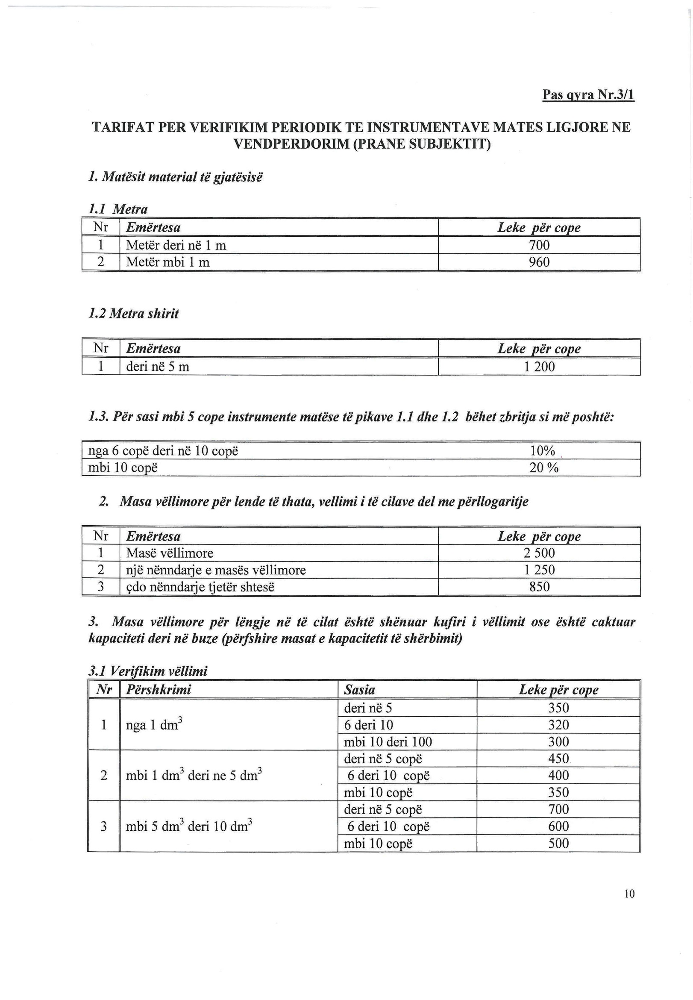 Pas qyra Nr.3/1
TARIFAT PER VERIFIKIM PERIODIK TE INSTRUMENTAVE MATES LIGJORE NE
VENDPERDORIM (PRANE SUBJEKTIT)
1. Matësit material të gjatësisë
1.1 Metra
Nr Emërtesa Leke për cope
1 Metër deri në 1 m 700
2 Metër mbi 1 m 960
1.2 Metra shirit
Nr Emërtesa Leke për cope
1 deri në 5 m 1 200
1.3. Për sasi mbi 5 cope instrumente matëse të pikave 1.1 dhe 1.2 bëhet zbritja si më poshtë:
nga 6 copë deri në 10 copë 10%
mbi 10 copë 20 %
2. Masa vëllimore për lende të thata, vellimi i të cilave del me përllogaritje
Nr Emërtesa Leke për cope
1 Masë vëllimore 2 500
2 një nënndarje e masës vëllimore 1 250
3 çdo nënndarje tjetër shtesë 850
3. Masa vëllimore për lëngje në të cilat është shënuar kufiri i vëllimit ose është caktuar
kapaciteti deri në buze (përfshire masat e kapacitetit të shërbimit)
3.1 Verifikim vëllimi
Nr Përshkrimi Sasia Leke për cope
deri në 5 350
1 nga 1 dm³ 6 deri 10 320
mbi 10 deri 100 300
deri në 5 copë 450
2 mbi 1 dm³ deri ne 5 dm³ 6 deri 10 copë 400
mbi 10 copë 350
deri në 5 copë 700
3 mbi 5 dm³ deri 10 dm³ 6 deri 10 copë 600
mbi 10 copë 500
10